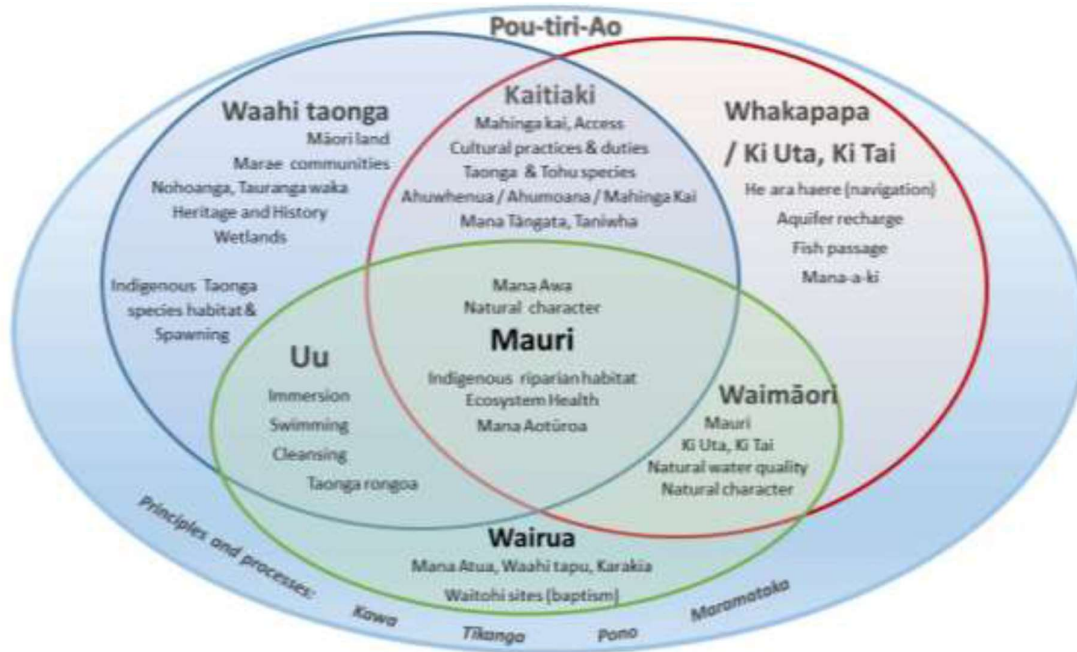 Pou-tiri-Ao
Waahi taonga
Māori land
Marae communities
Nohoanga, Tauranga waka
Heritage and History
Wetlands
Indigenous Taonga
species habitat &
Spawning
Kaitiaki
Mahinga kai, Access
Cultural practices & duties
Taonga & Tohu species
Ahuwhenua / Ahumoana / Mahinga Kai
Mana Tāngata, Taniwha
Whakapapa
/ Ki Uta, Ki Tai
He ara haere (navigation)
Aquifer recharge
Fish passage
Mana-a-ki
Mana Awa
Natural character
Mauri
Indigenous riparian habitat
Ecosystem Health
Mana Aotūroa
Uu
Immersion
Swimming
Cleansing
Taonga rongoa
Waimāori
Mauri
Ki Uta, Ki Tai
Natural water quality
Natural character
Wairua
Mana Atua, Waahi tapu, Karakia
Waitohi sites (baptism)
Principles and processes: Kawa Tikanga Pono Maramataka